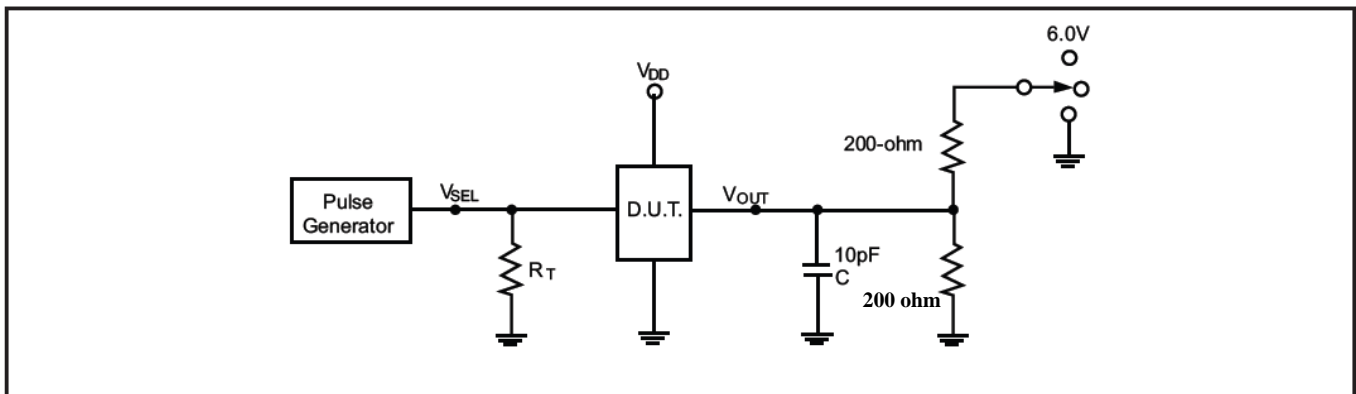 6.0V
VDD
200-ohm
Pulse
Generator
VSEL
D.U.T.
VOUT
RT
10pF
C
200 ohm